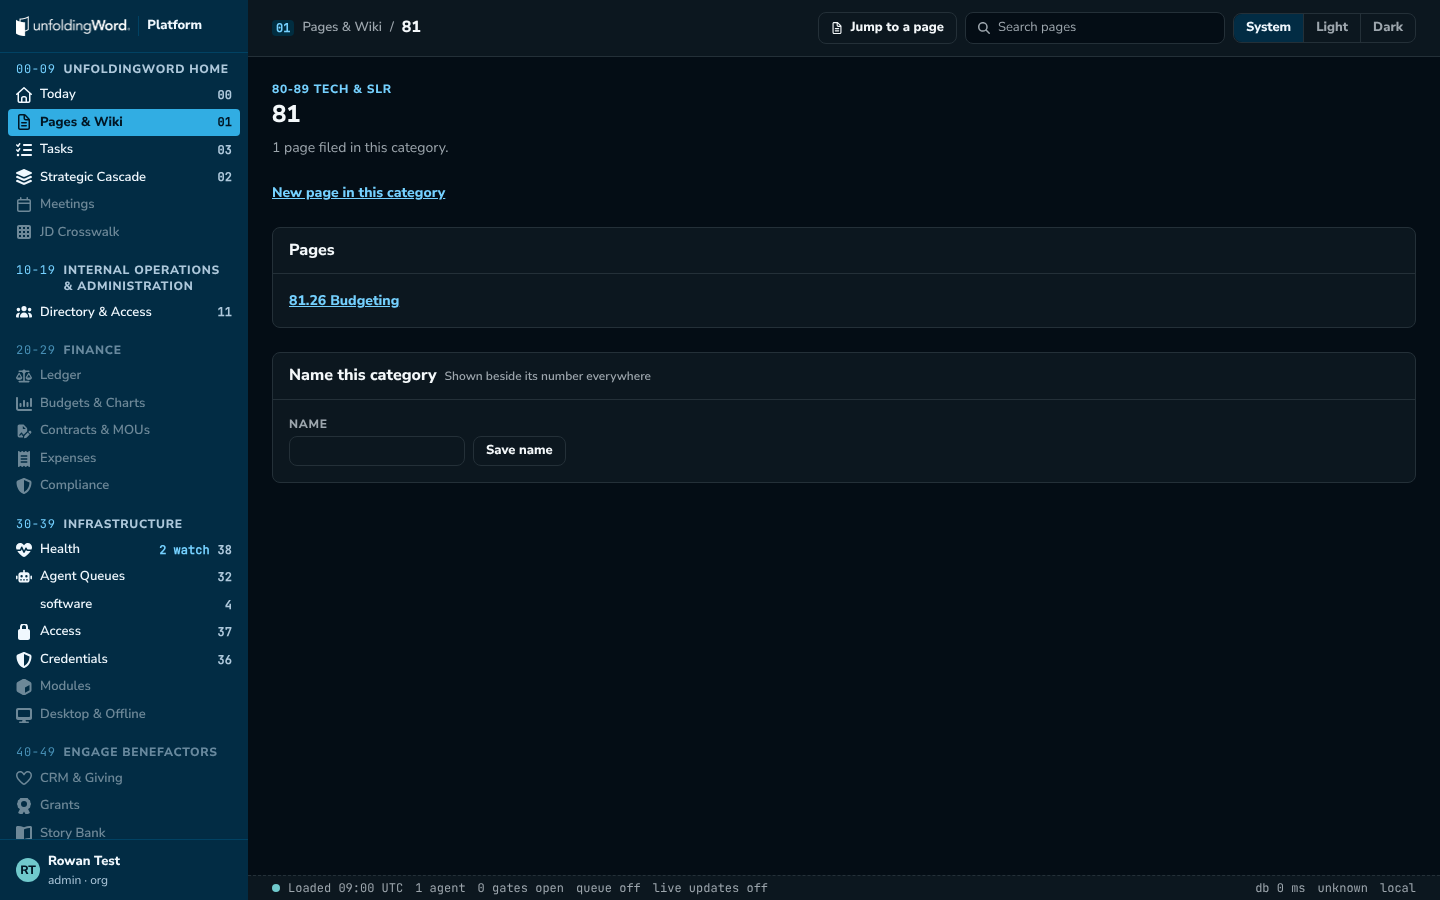 unfoldingWord. Platform
00-09 UNFOLDINGWORD HOME
Today 00
Pages & Wiki 01
Tasks 03
Strategic Cascade 02
Meetings
JD Crosswalk
10-19 INTERNAL OPERATIONS
& ADMINISTRATION
Directory & Access 11
20-29 FINANCE
Ledger
Budgets & Charts
Contracts & MOUs
Expenses
Compliance
30-39 INFRASTRUCTURE
Health 2 watch 38
Agent Queues 32
software 4
Access 37
Credentials 36
Modules
Desktop & Offline
40-49 ENGAGE BENEFACTORS
CRM & Giving
Grants
Story Bank
RT Rowan Test
admin · org
01 Pages & Wiki / 81
Jump to a page
Search pages
System Light Dark
80-89 TECH & SLR
81
1 page filed in this category.
New page in this category
Pages
81.26 Budgeting
Name this category Shown beside its number everywhere
NAME
Save name
Loaded 09:00 UTC 1 agent 0 gates open queue off live updates off
db 0 ms unknown local